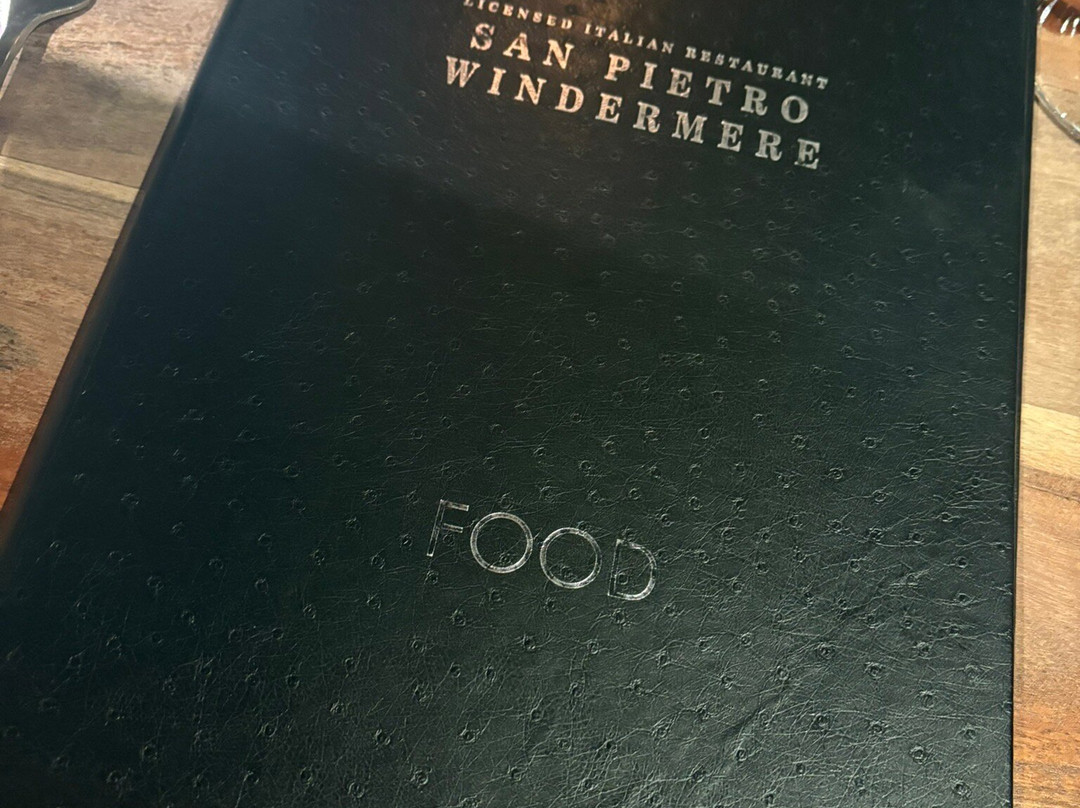 LICENSED ITALIAN RESTAURANT
SAN PIETRO
WINDERMERE
FOOD